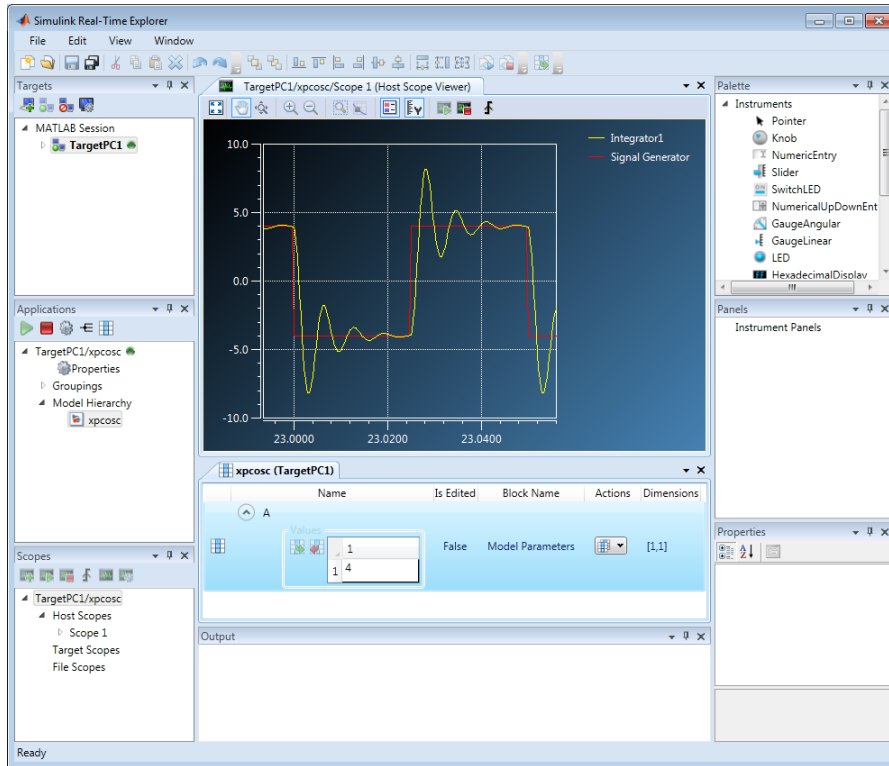 Simulink Real-Time Explorer
File Edit View Window
Targets
MATLAB Session
TargetPC1
Applications
TargetPC1/xpcosc
Properties
Groupings
Model Hierarchy
xpcosc
Scopes
TargetPC1/xpcosc
Host Scopes
Scope 1
Target Scopes
File Scopes
TargetPC1/xpcosc/Scope 1 (Host Scope Viewer)
Integrator1
Signal Generator
10.0
5.0
0.0
-5.0
-10.0
23.0000 23.0200 23.0400
xpcosc (TargetPC1)
Name Is Edited Block Name Actions Dimensions
A
Values
1
1 4
False Model Parameters [1,1]
Output
Palette
Instruments
Pointer
Knob
NumericEntry
Slider
SwitchLED
NumericalUpDownEnt
GaugeAngular
GaugeLinear
LED
HexadecimalDisplay
Panels
Instrument Panels
Properties
Ready